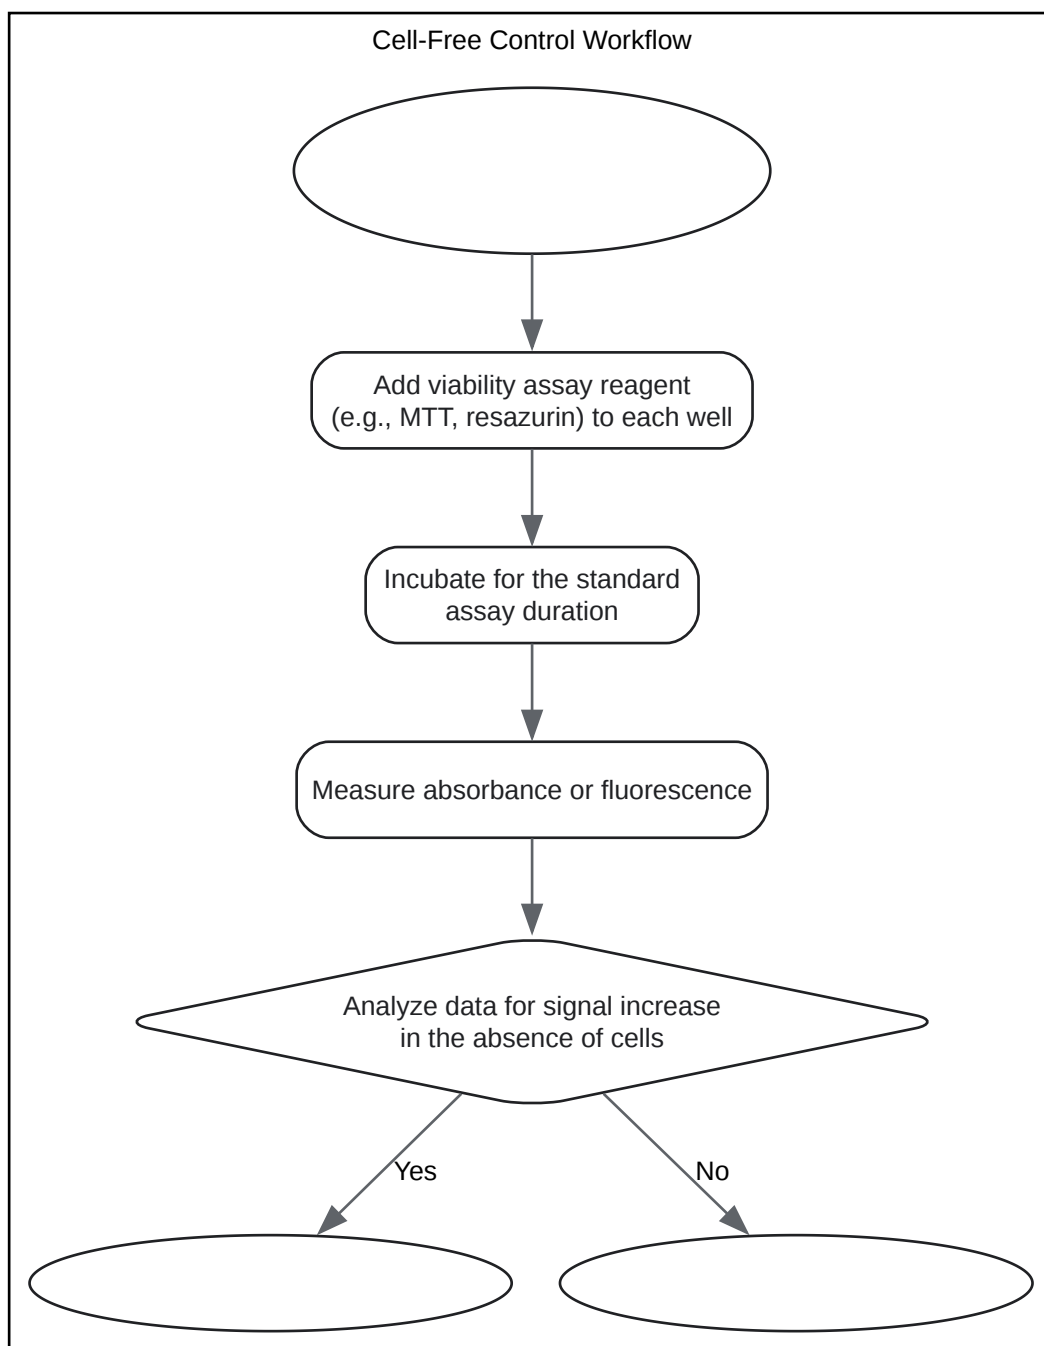 Cell-Free Control Workflow
Add viability assay reagent
(e.g., MTT, resazurin) to each well
Incubate for the standard
assay duration
Measure absorbance or fluorescence
Analyze data for signal increase
in the absence of cells
Yes
No